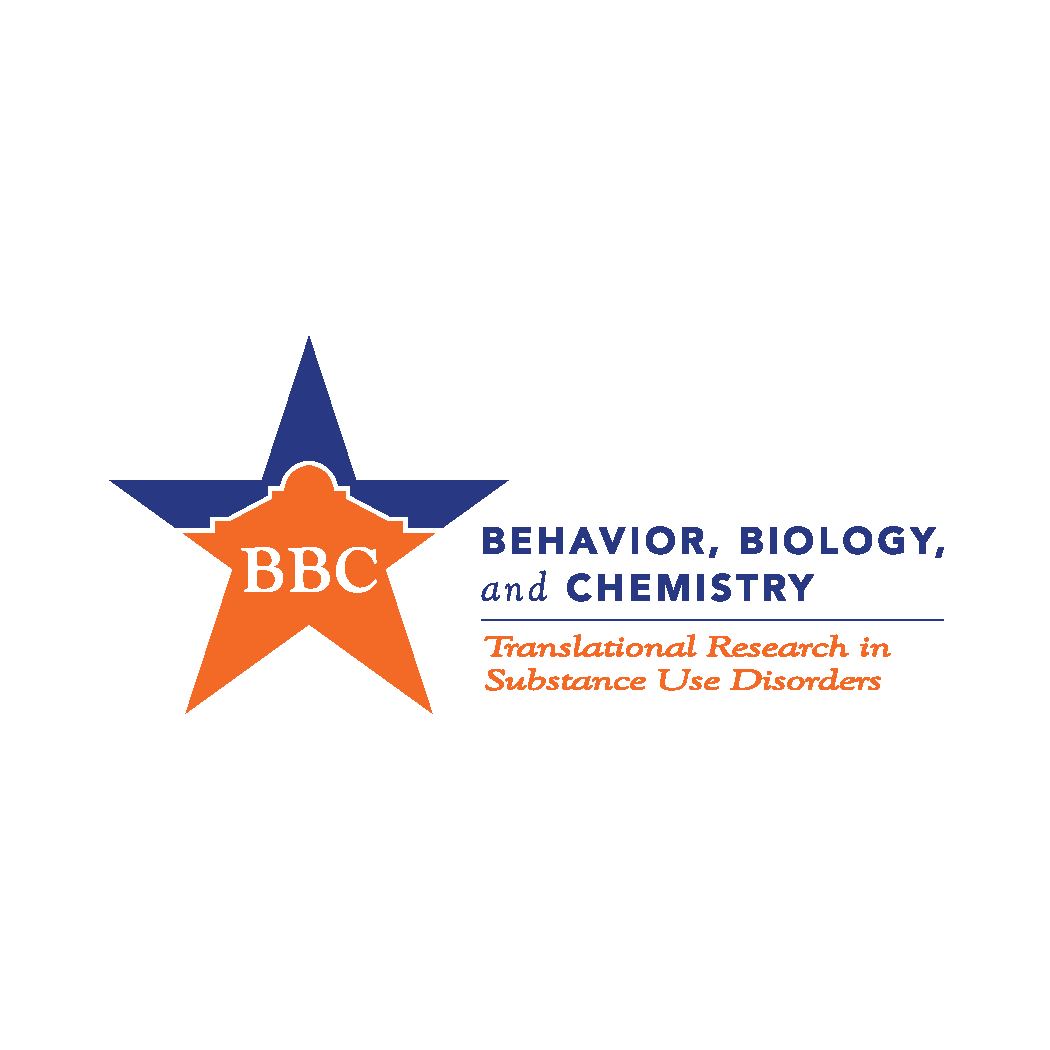 BBC
BEHAVIOR, BIOLOGY,
and CHEMISTRY
Translational Research in
Substance Use Disorders